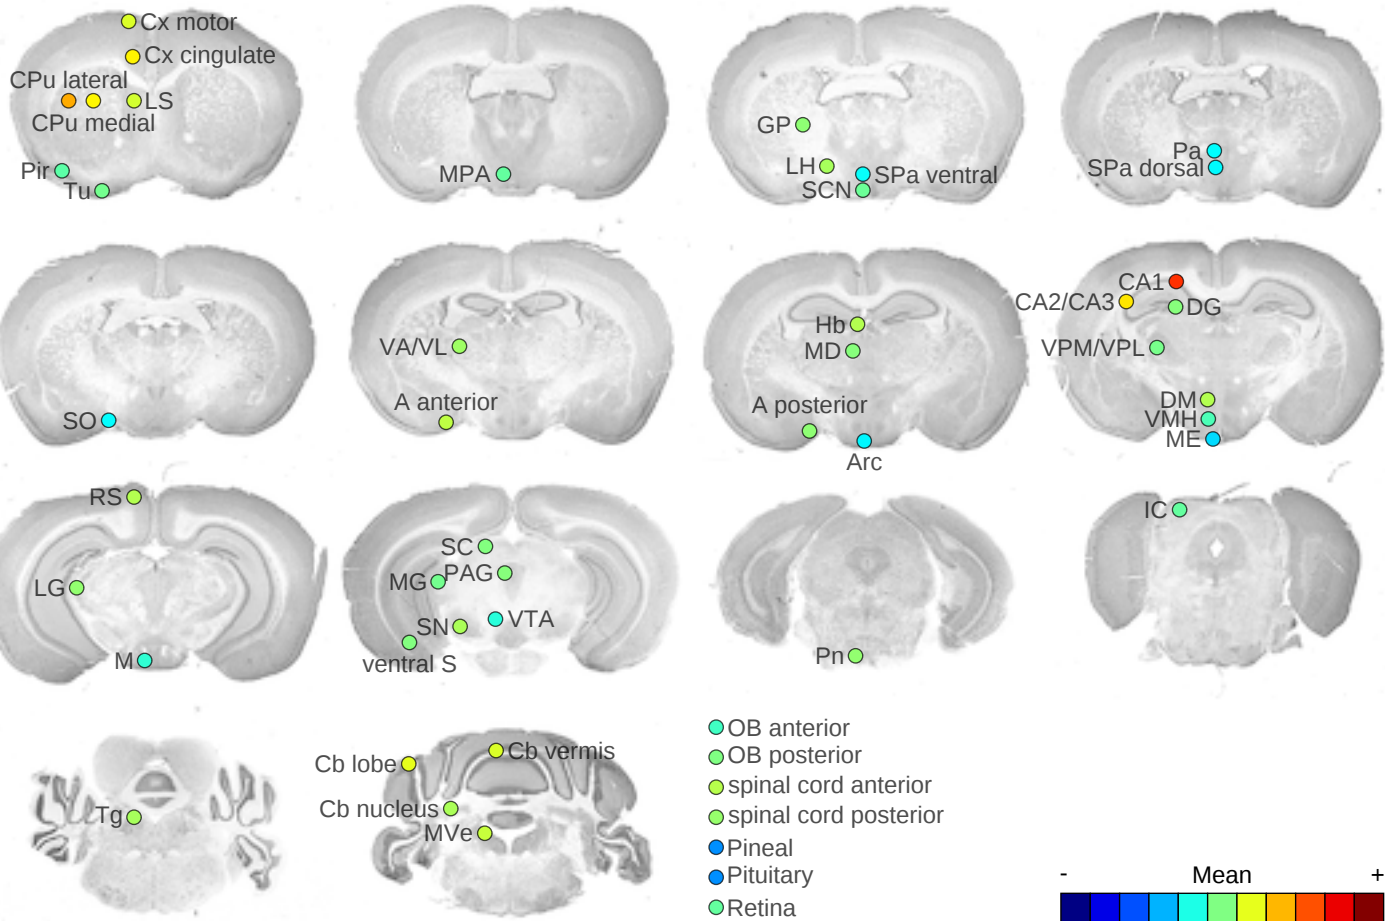 Cx motor
Cx cingulate
CPu lateral
LS
CPu medial
Pir
Tu
MPA
GP
LH
SPa ventral
SCN
Pa
SPa dorsal
SO
VA/VL
A anterior
Hb
MD
A posterior
Arc
CA1
CA2/CA3
DG
VPM/VPL
DM
VMH
ME
RS
LG
M
SC
PAG
MG
SN
VTA
ventral S
Pn
IC
Tg
Cb lobe
Cb vermis
Cb nucleus
MVe
OB anterior
OB posterior
spinal cord anterior
spinal cord posterior
Pineal
Pituitary
Retina
- Mean +